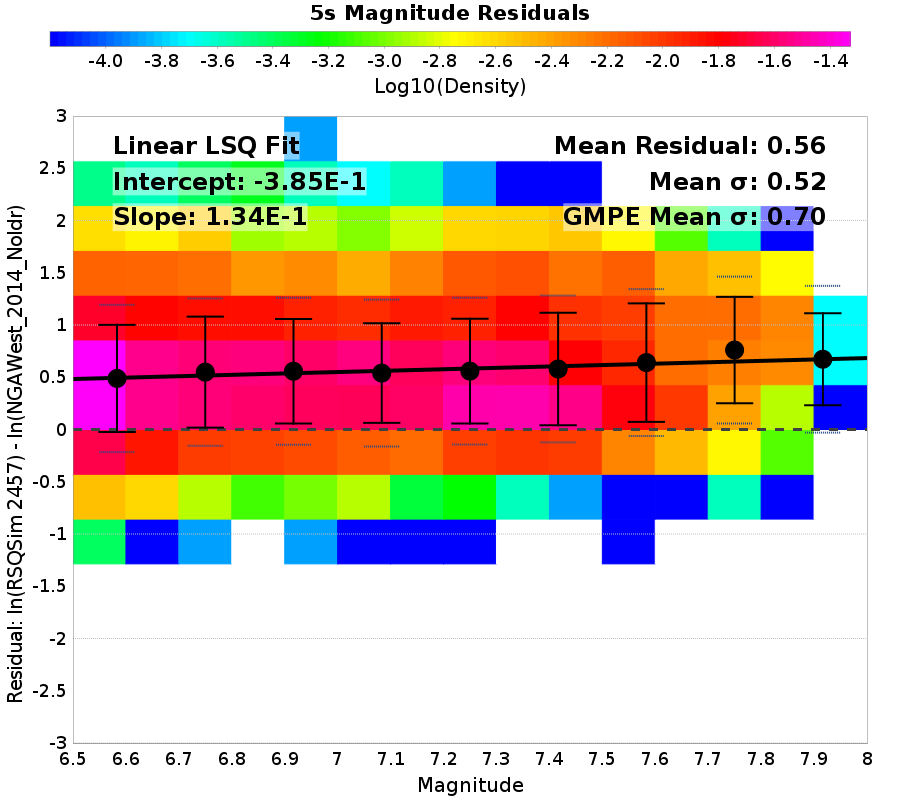 5s Magnitude Residuals
-4.0 -3.8 -3.6 -3.4 -3.2 -3.0 -2.8 -2.6 -2.4 -2.2 -2.0 -1.8 -1.6 -1.4
Log10(Density)
Linear LSQ Fit
Intercept: -3.85E-1
Slope: 1.34E-1
Mean Residual: 0.56
Mean σ: 0.52
GMPE Mean σ: 0.70
Residual: ln(RSQSim 2457) - ln(NGAWest_2014_NoIdr)
3
2.5
2
1.5
1
0.5
0
-0.5
-1
-1.5
-2
-2.5
-3
6.5 6.6 6.7 6.8 6.9 7 7.1 7.2 7.3 7.4 7.5 7.6 7.7 7.8 7.9 8
Magnitude